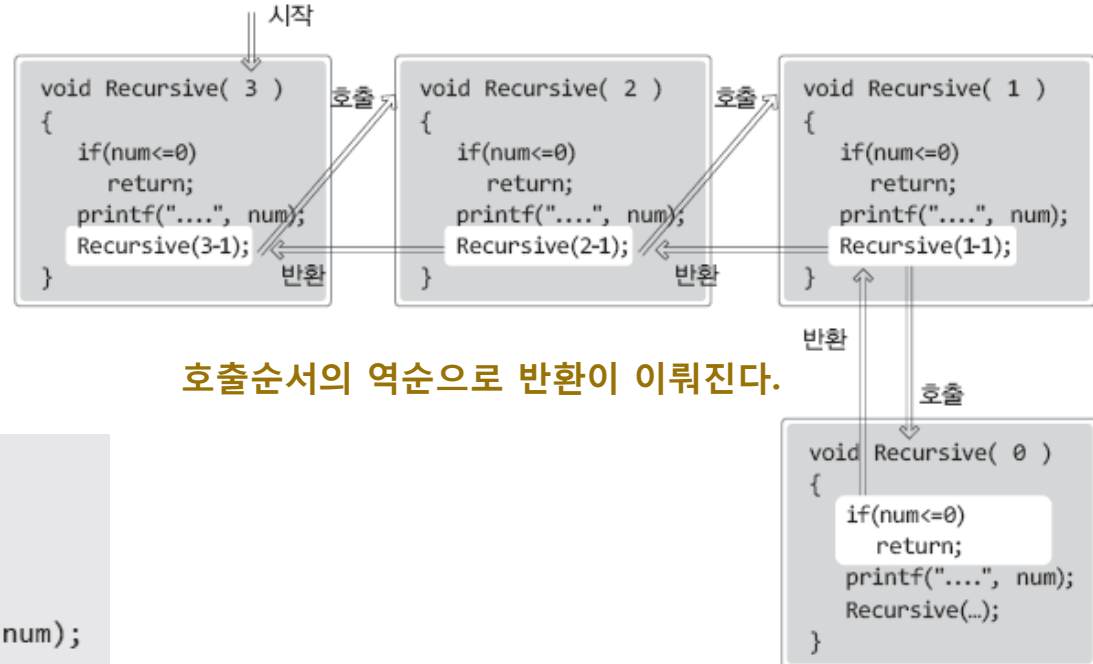 시작
void Recursive( 3 )
{
if(num<=0)
return;
printf("....", num);
Recursive(3-1);
}
호출
반환
void Recursive( 2 )
{
if(num<=0)
return;
printf("....", num);
Recursive(2-1);
}
호출
반환
void Recursive( 1 )
{
if(num<=0)
return;
printf("....", num);
Recursive(1-1);
}
반환
호출
호출순서의 역순으로 반환이 이뤄진다.
void Recursive( 0 )
{
if(num<=0)
return;
printf("....", num);
Recursive(…);
}
num);